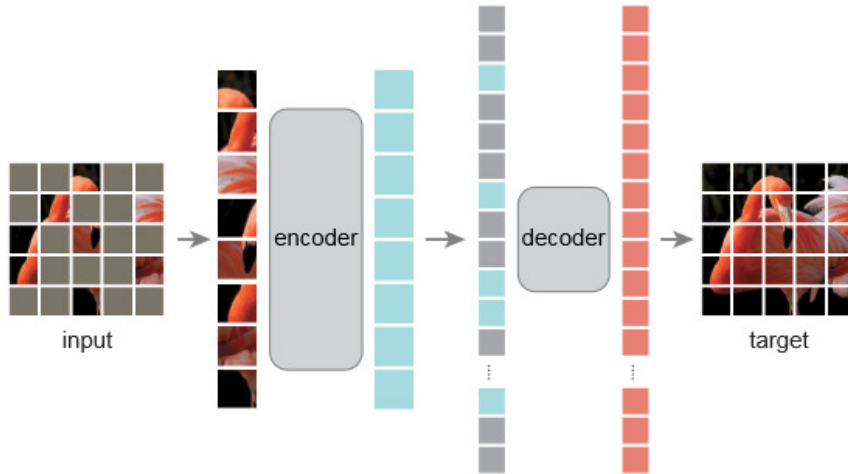 input
encoder
decoder
target